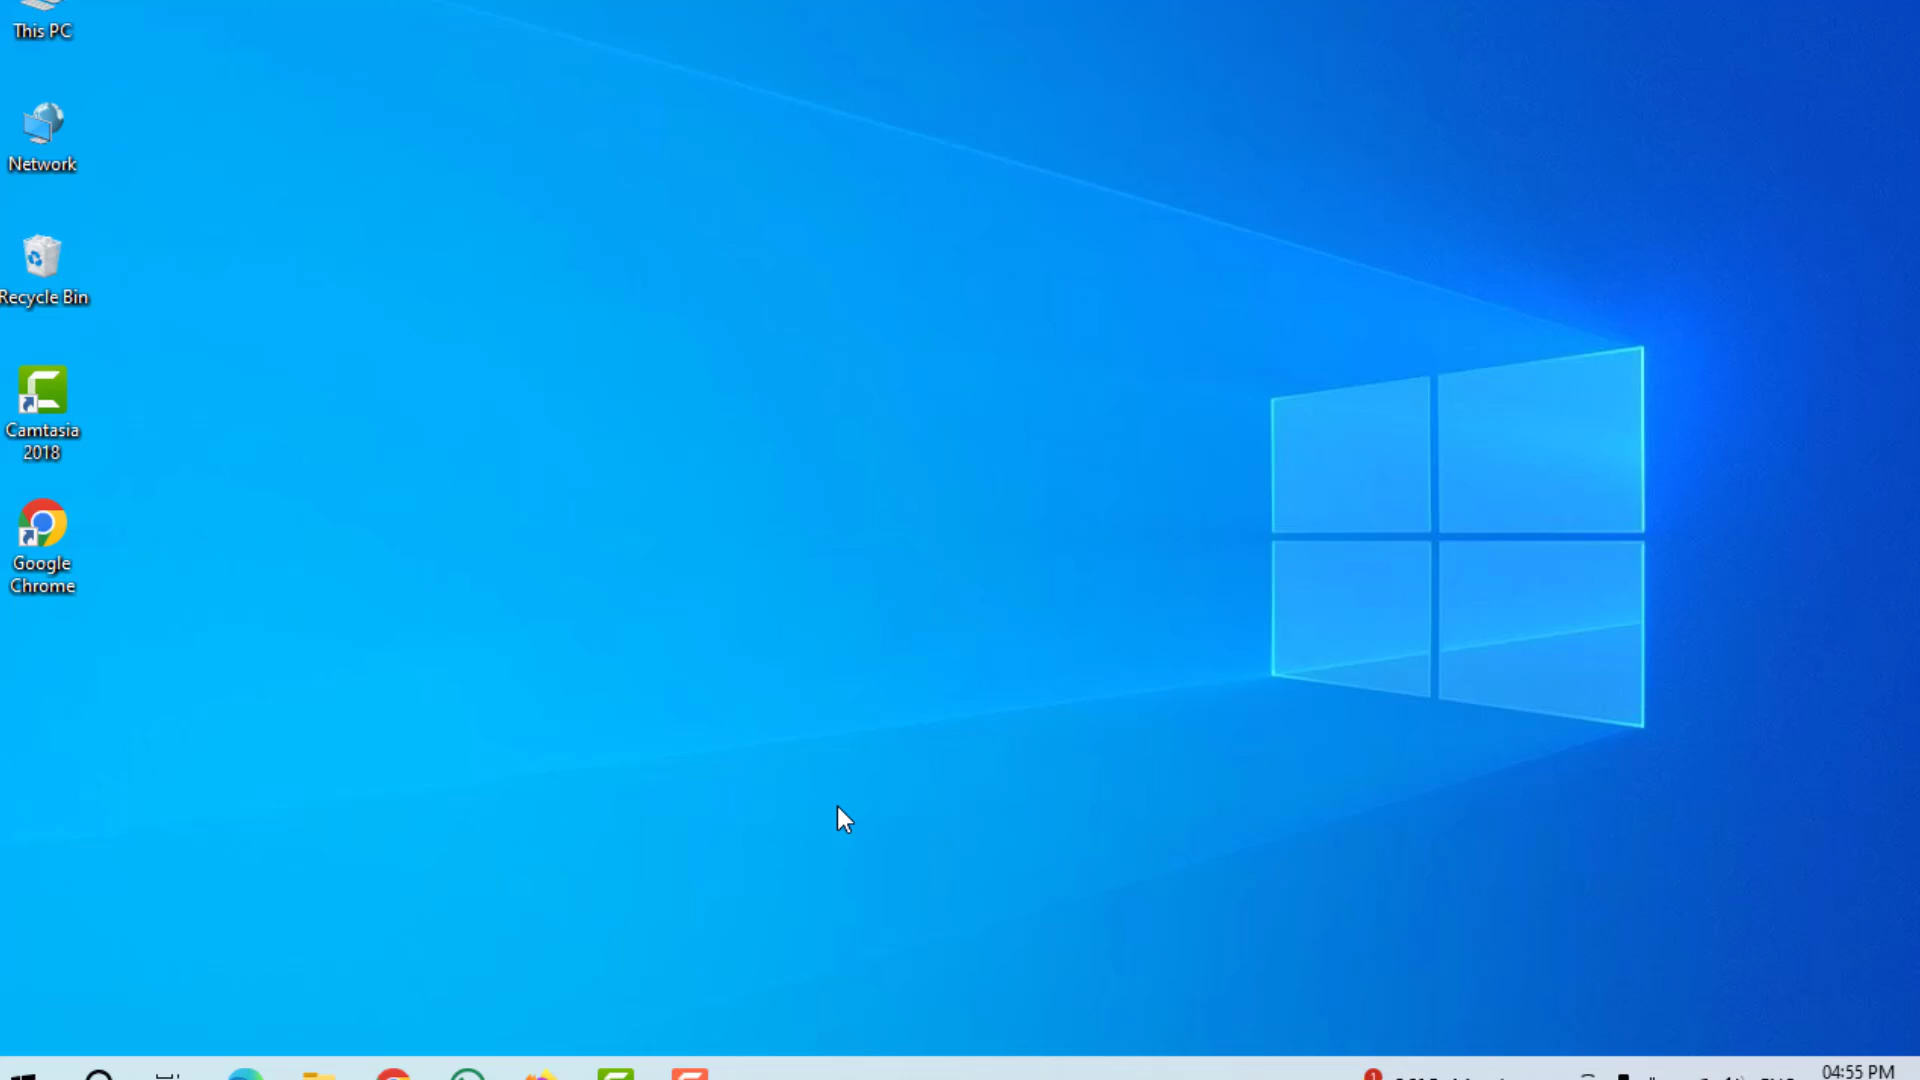 This PC
Network
Recycle Bin
Camtasia
2018
Google
Chrome
04:55 PM